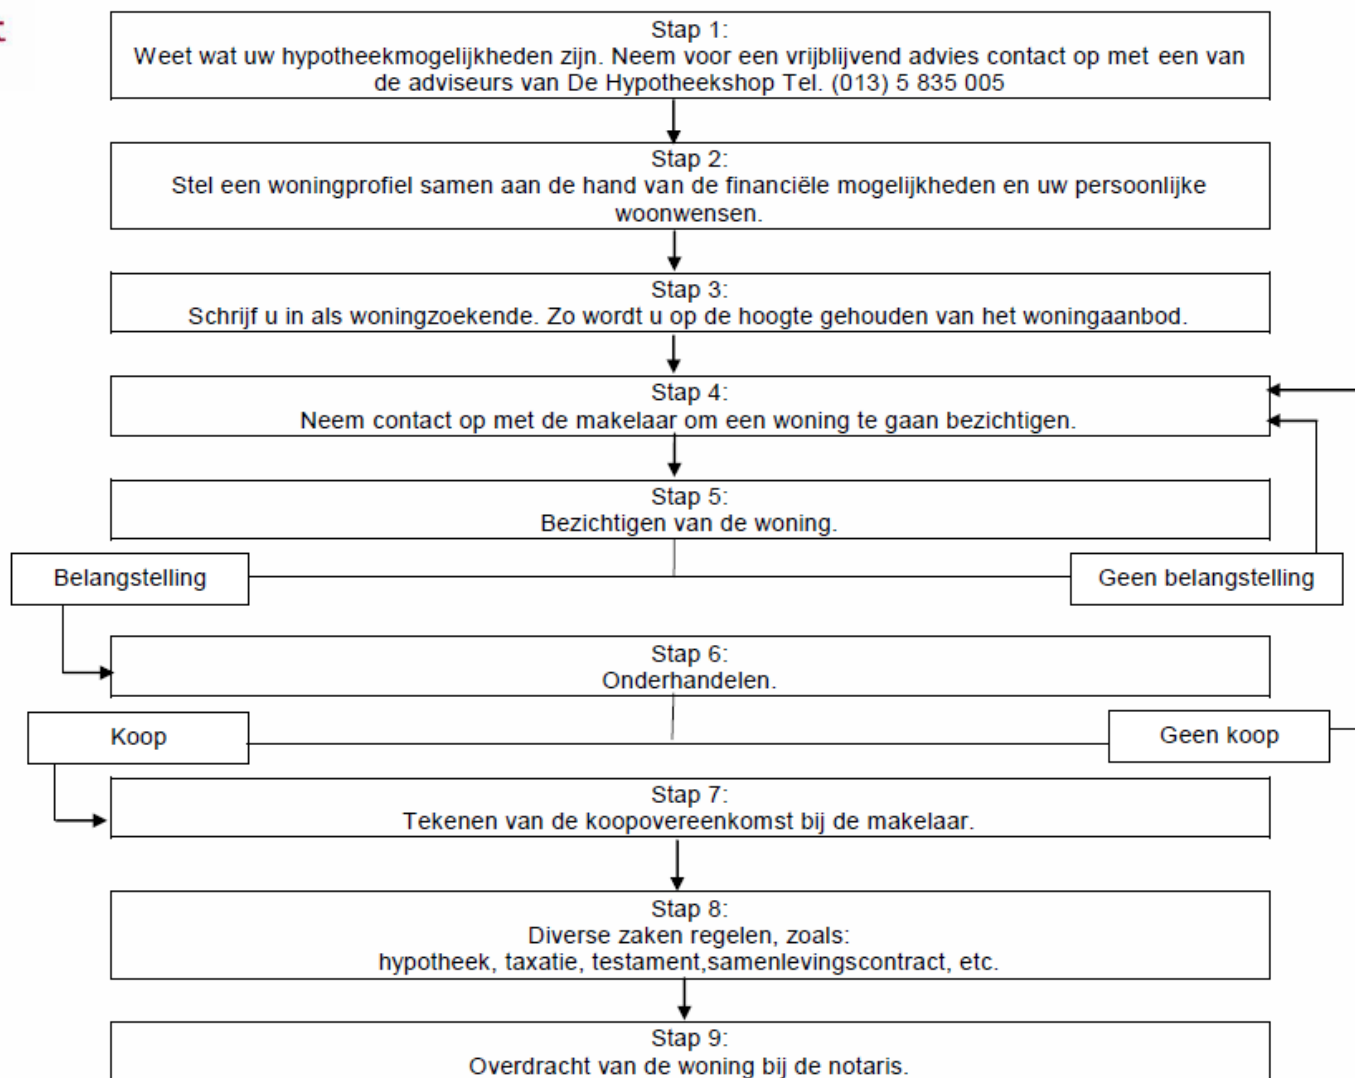 Stap 1:
Weet wat uw hypotheekmogelijkheden zijn. Neem voor een vrijblijvend advies contact op met een van
de adviseurs van De Hypotheekshop Tel. (013) 5 835 005
Stap 2:
Stel een woningprofiel samen aan de hand van de financiële mogelijkheden en uw persoonlijke
woonwensen.
Stap 3:
Schrijf u in als woningzoekende. Zo wordt u op de hoogte gehouden van het woningaanbod.
Stap 4:
Neem contact op met de makelaar om een woning te gaan bezichtigen.
Stap 5:
Bezichtigen van de woning.
Belangstelling
Geen belangstelling
Stap 6:
Onderhandelen.
Koop
Geen koop
Stap 7:
Tekenen van de koopovereenkomst bij de makelaar.
Stap 8:
Diverse zaken regelen, zoals:
hypotheek, taxatie, testament,samenlevingscontract, etc.
Stap 9:
Overdracht van de woning bij de notaris.